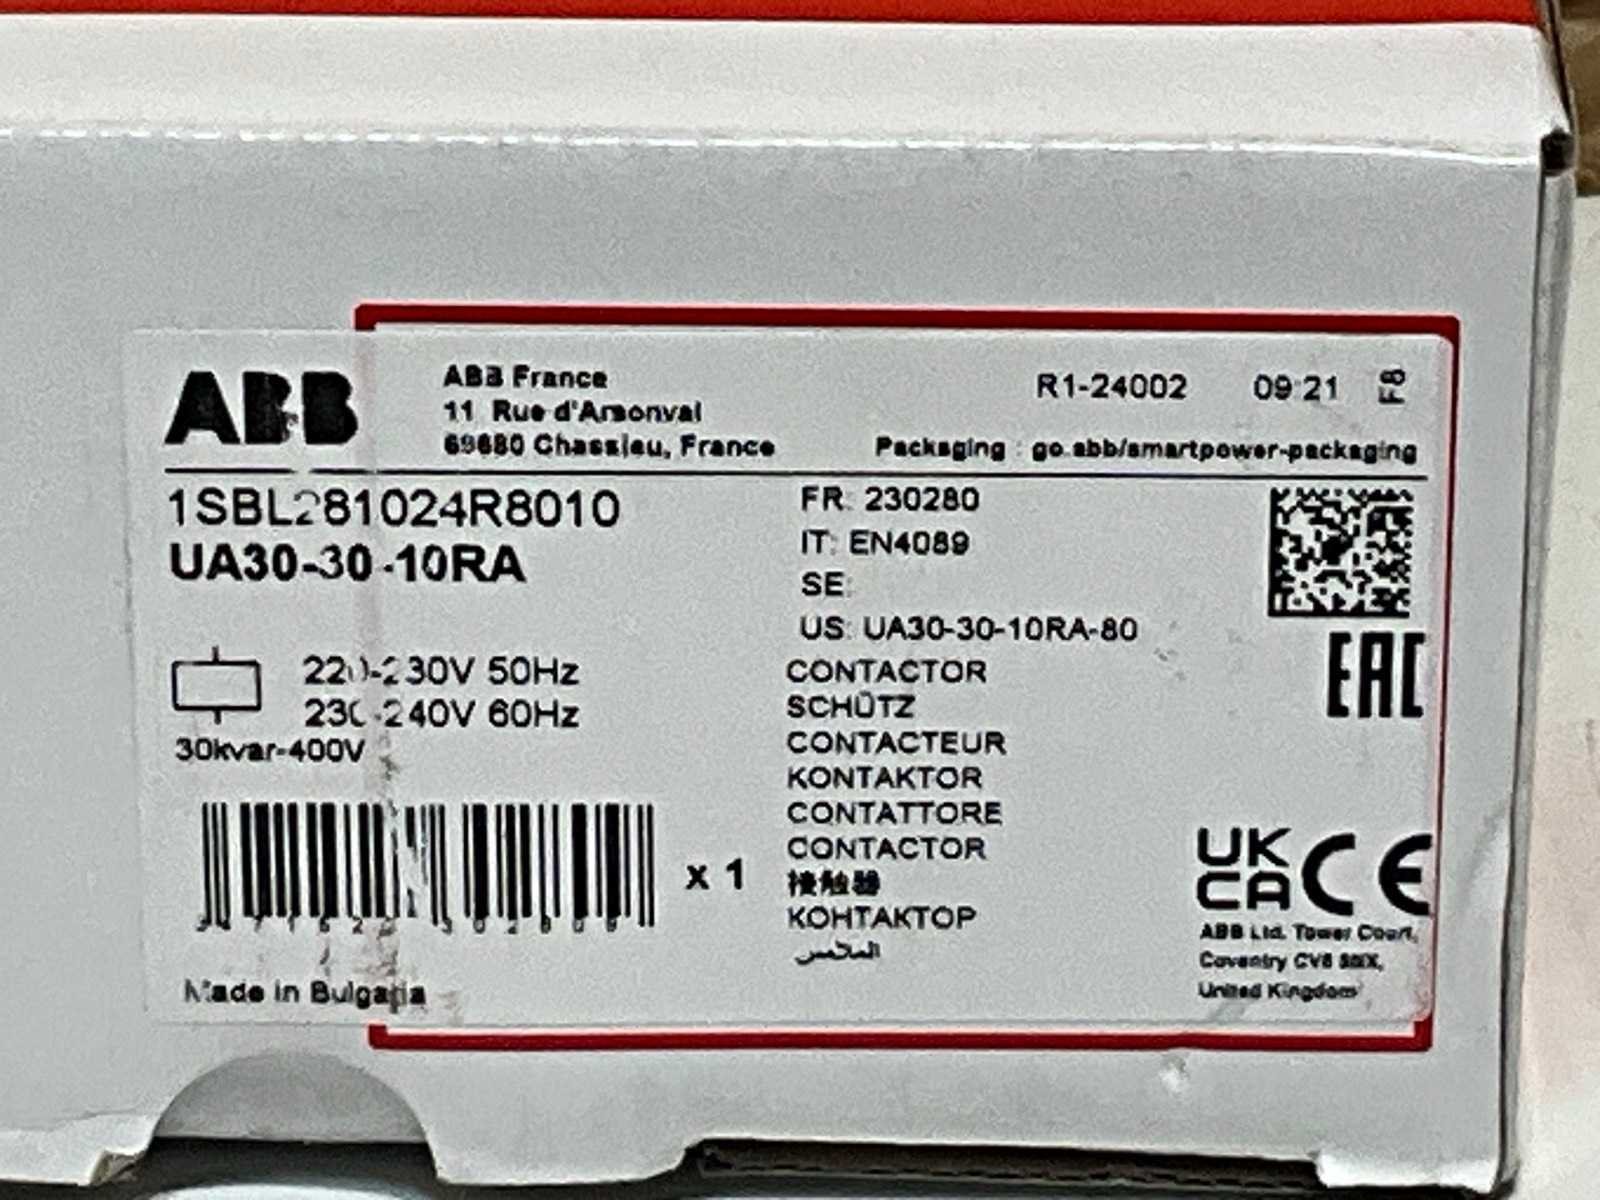 ABB
ABB France
11 Rue d'Arsonval
69680 Chassieu, France
R1-24002 09:21 F8
Packaging : go.abb/smartpower-packaging
1SBL281024R8010
UA30-30-10RA
FR: 230280
IT: EN4089
SE:
US: UA30-30-10RA-80
220-230V 50Hz
230-240V 60Hz
30kvar-400V
CONTACTOR
SCHÜTZ
CONTACTEUR
KONTAKTOR
CONTATTORE
CONTACTOR
接触器
КОНТАКТОР
الملامس
x 1
Made in Bulgaria
EAC
UK
CA CE
ABB Ltd. Tower Court,
Coventry CV6
United Kingdom